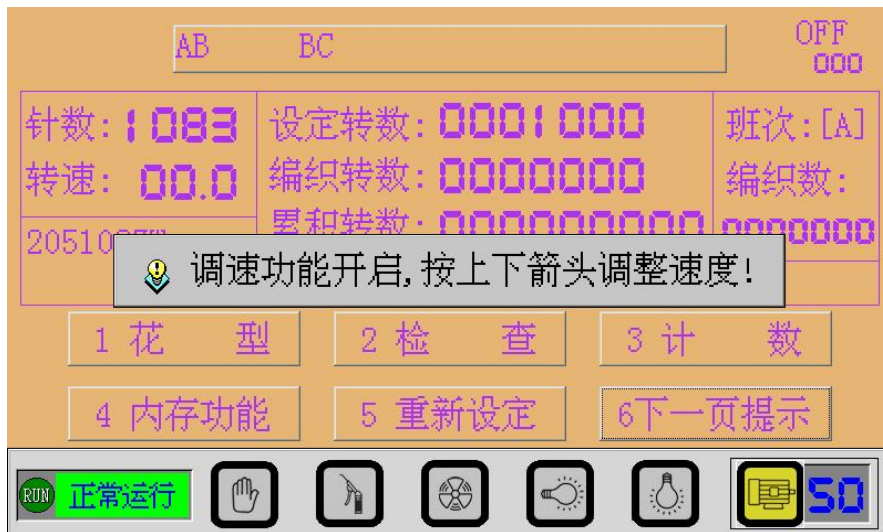 AB BC
OFF
000
针数:1083
设定转数:0001000
班次:[A]
转速: 00.0
编织转数:0000000
编织数:
累积转数:000000000
0000000
调速功能开启,按上下箭头调整速度!
1 花 型
2 检 查
3 计 数
4 内存功能
5 重新设定
6下一页提示
RUN 正常运行
50